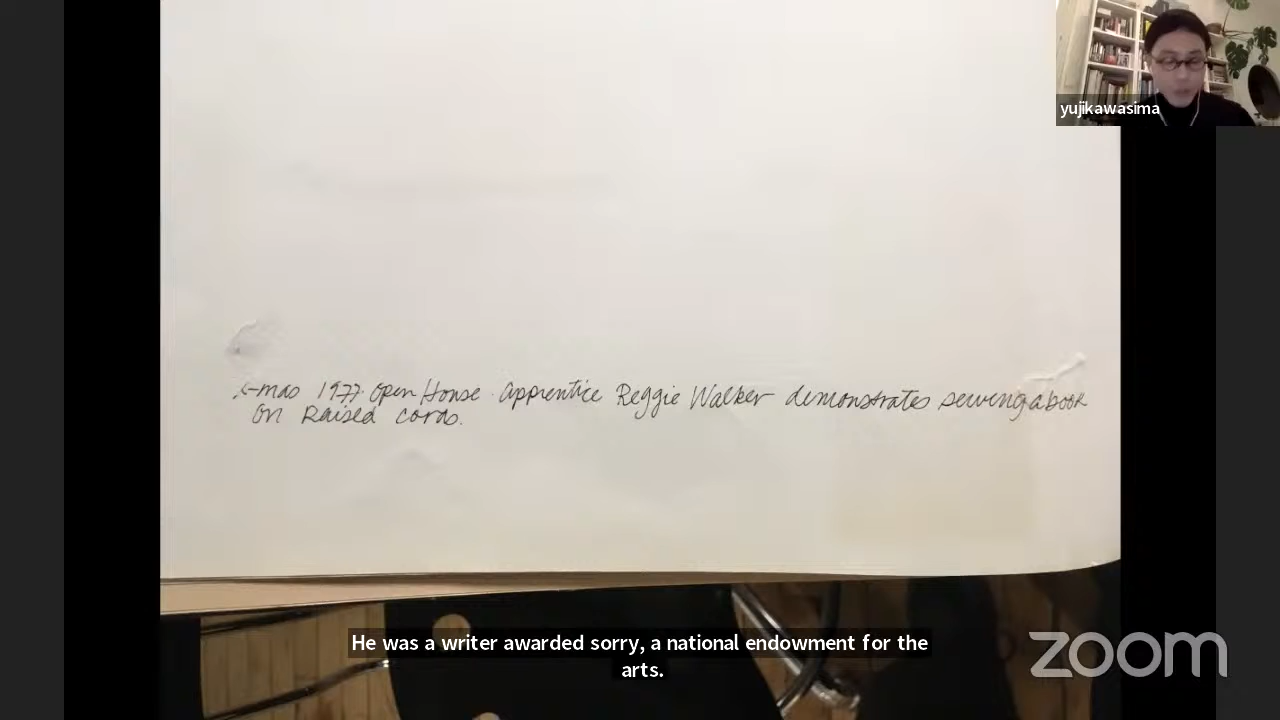 yujikawasima
X-mas 1977. Open House. Apprentice Reggie Walker demonstrates sewing a book
on Raised cords.
He was a writer awarded sorry, a national endowment for the
arts.
zoom